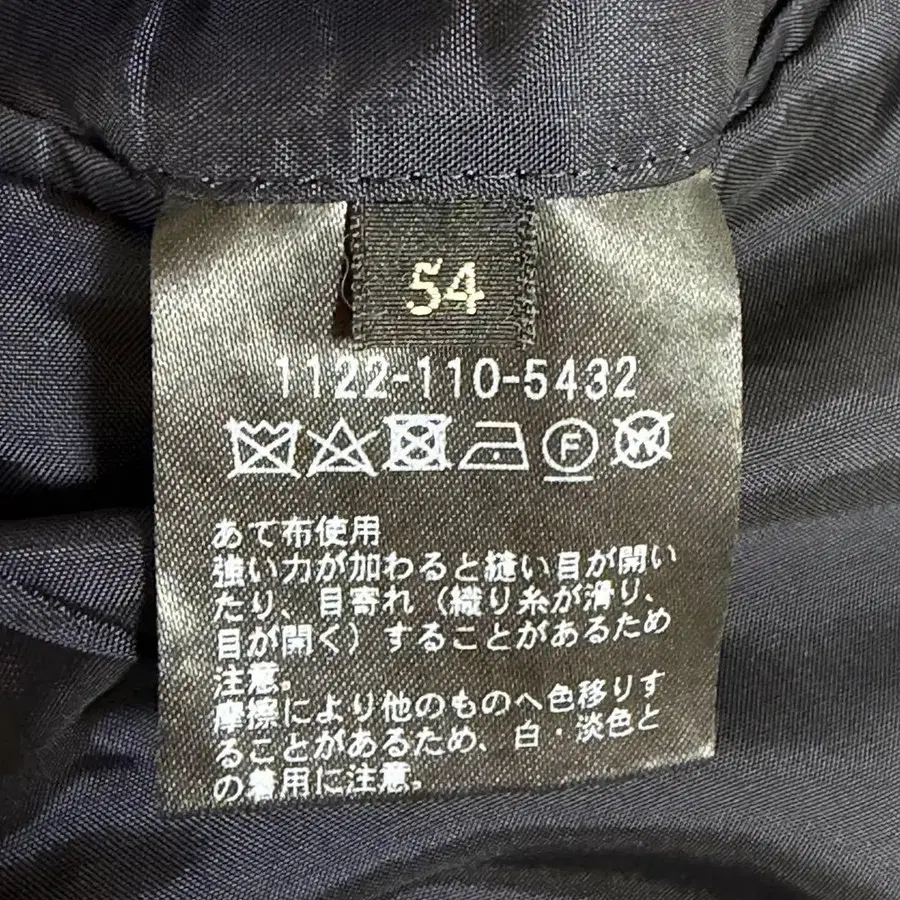 54
1122-110-5432
F
W
あて布使用
強い力が加わると縫い目が開い
たり、目寄れ（織り糸が滑り、
目が開く）することがあるため
注意。
摩擦により他のものへ色移りす
ることがあるため、白・淡色と
の着用に注意。